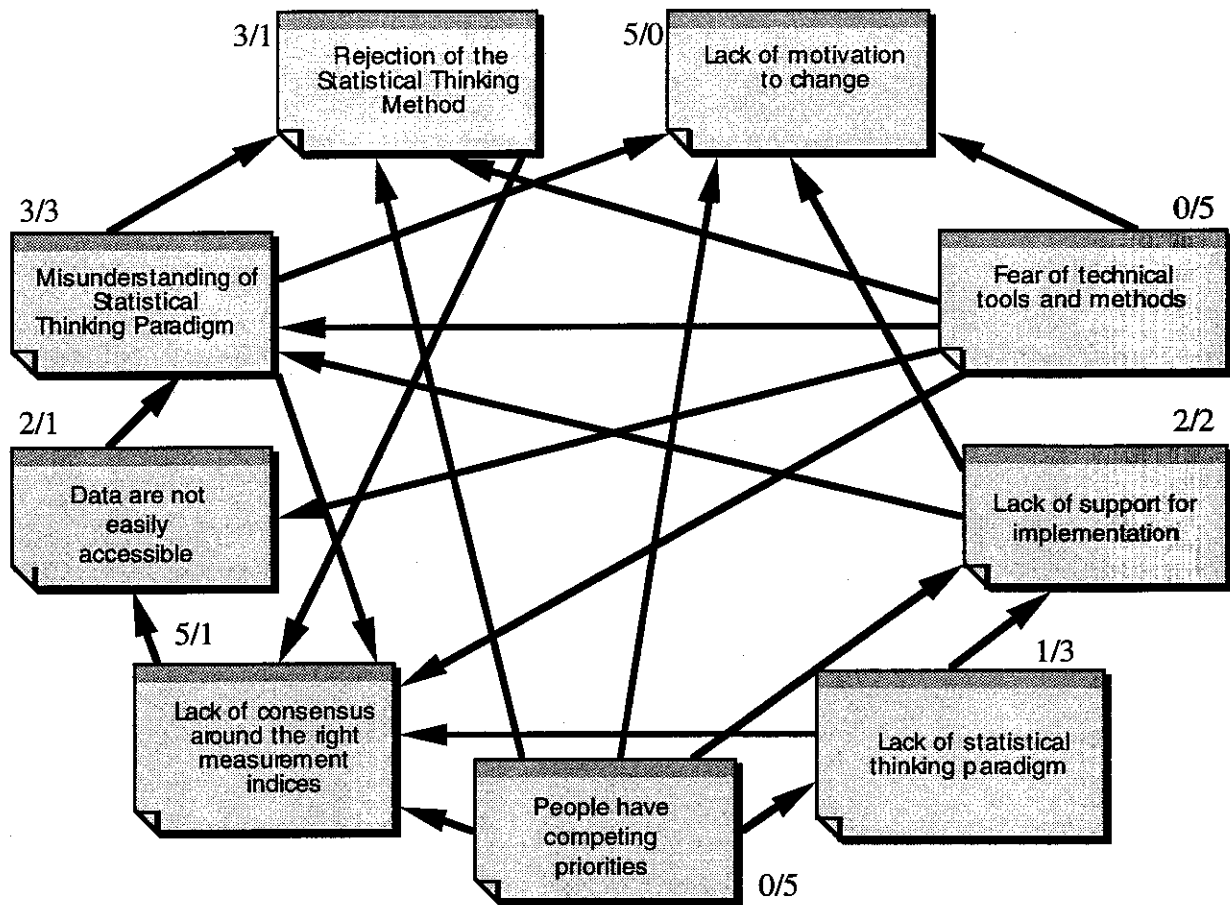 3/1
Rejection of the
Statistical Thinking
Method
5/0
Lack of motivation
to change
3/3
Misunderstanding of
Statistical
Thinking Paradigm
0/5
Fear of technical
tools and methods
2/1
Data are not
easily
accessible
2/2
Lack of support for
implementation
5/1
Lack of consensus
around the right
measurement
indices
1/3
Lack of statistical
thinking paradigm
People have
competing
priorities
0/5